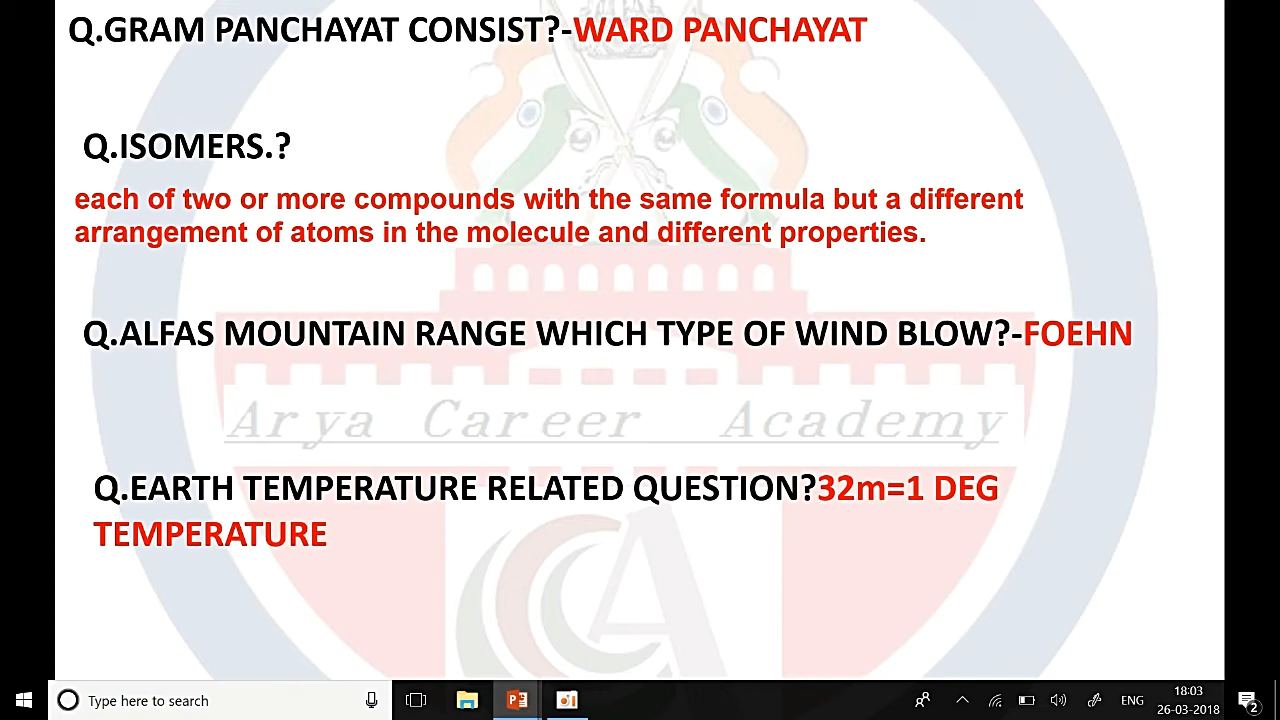 Q.GRAM PANCHAYAT CONSIST?-WARD PANCHAYAT
Q.ISOMERS.?
each of two or more compounds with the same formula but a different
arrangement of atoms in the molecule and different properties.
Q.ALFAS MOUNTAIN RANGE WHICH TYPE OF WIND BLOW?-FOEHN
Arya Career Academy
Q.EARTH TEMPERATURE RELATED QUESTION?32m=1 DEG
TEMPERATURE
CA
Type here to search
ENG
18:03
26-03-2018
2